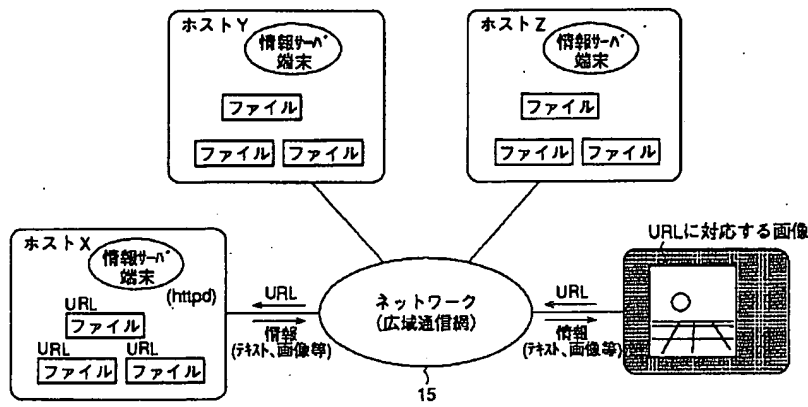 ホストY
情報サーバ
端末
ファイル
ファイル ファイル
ホストZ
情報サーバ
端末
ファイル
ファイル ファイル
ホストX
情報サーバ
端末
(httpd)
URL
ファイル
URL URL
ファイル ファイル
URL
情報
(テキスト、画像等)
ネットワーク
(広域通信網)
15
URL
情報
(テキスト、画像等)
URLに対応する画像